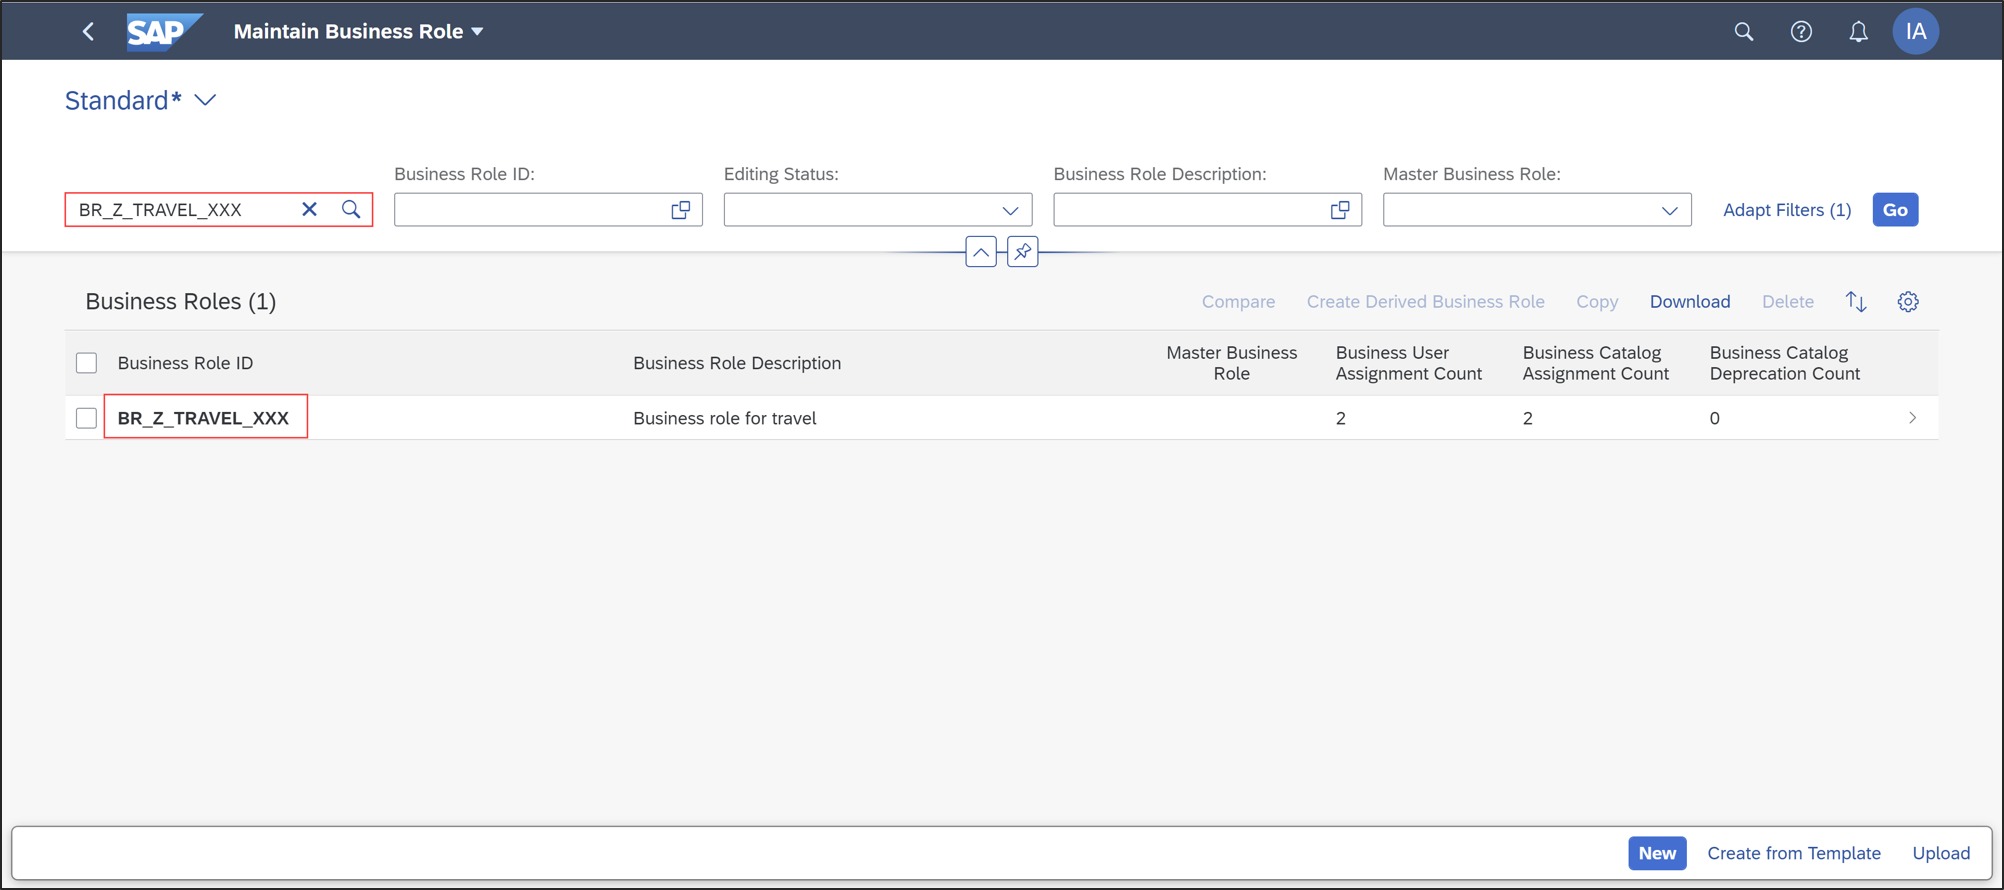 SAP Maintain Business Role IA
Standard*
Business Role ID: Editing Status: Business Role Description: Master Business Role:
BR_Z_TRAVEL_XXX Adapt Filters (1) Go
Business Roles (1) Compare Create Derived Business Role Copy Download Delete
Business Role ID Business Role Description Master Business Role Business User Assignment Count Business Catalog Assignment Count Business Catalog Deprecation Count
BR_Z_TRAVEL_XXX Business role for travel 2 2 0
New Create from Template Upload